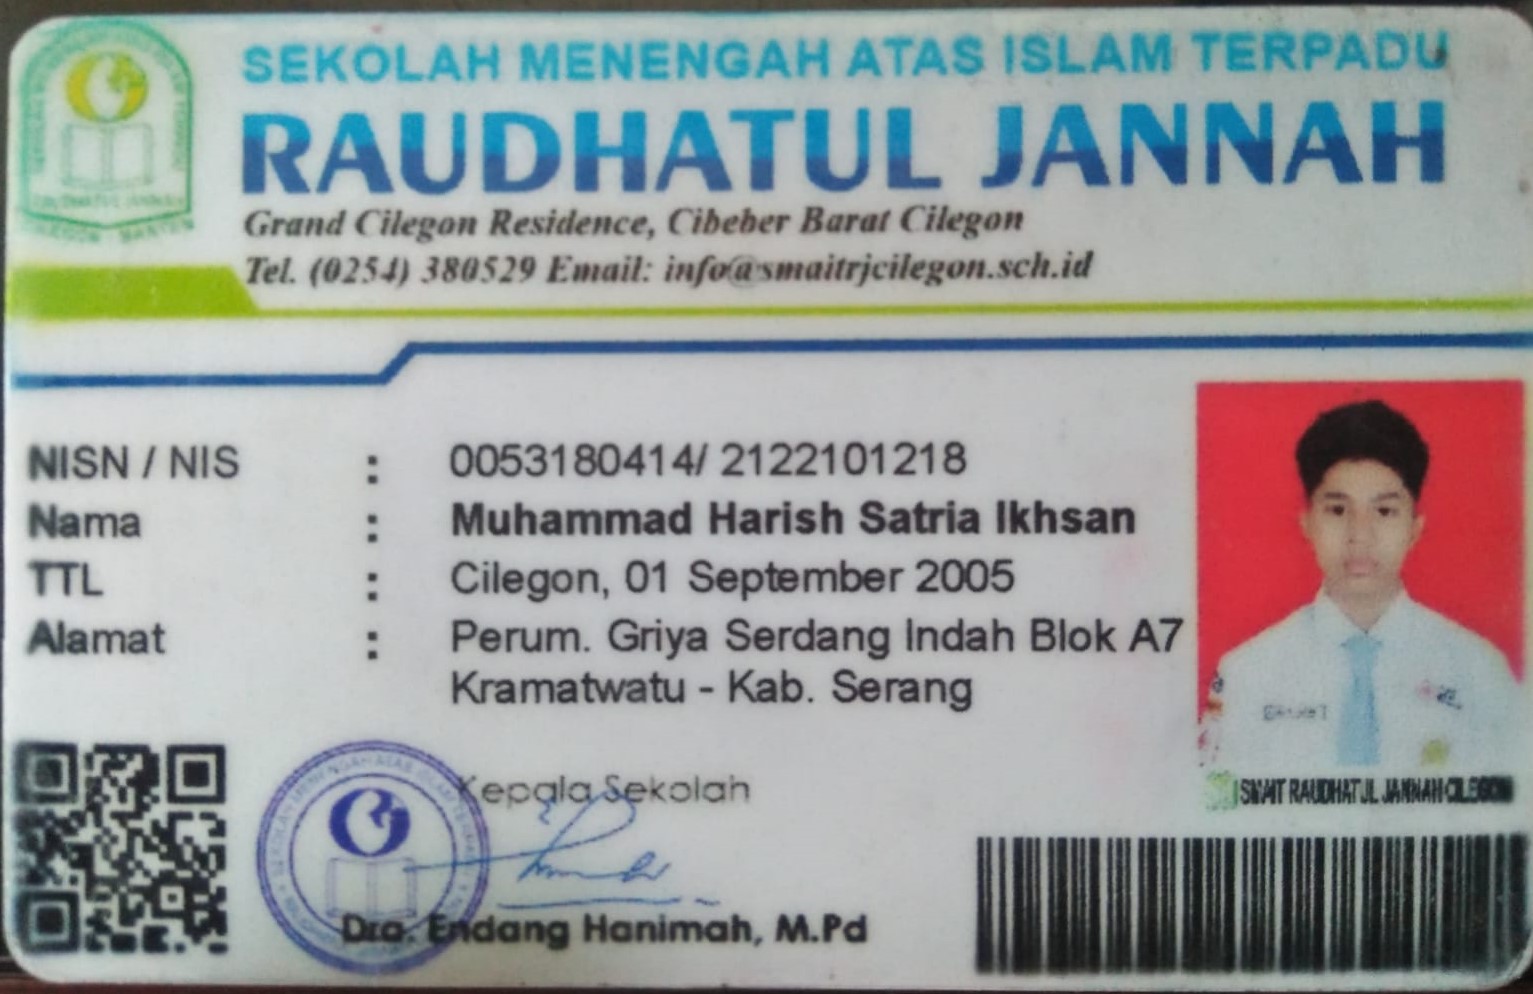 SEKOLAH MENENGAH ATAS ISLAM TERPADU
RAUDHATUL JANNAH
Grand Cilegon Residence, Cibeber Barat Cilegon
Tel. (0254) 380529 Email: info@smaitrjcilegon.sch.id
NISN / NIS : 0053180414/ 2122101218
Nama : Muhammad Harish Satria Ikhsan
TTL : Cilegon, 01 September 2005
Alamat : Perum. Griya Serdang Indah Blok A7
Kramatwatu - Kab. Serang
Kepala Sekolah
Dra. Endang Hanimah, M.Pd
SMAIT RAUDHATUL JANNAH CILEGON